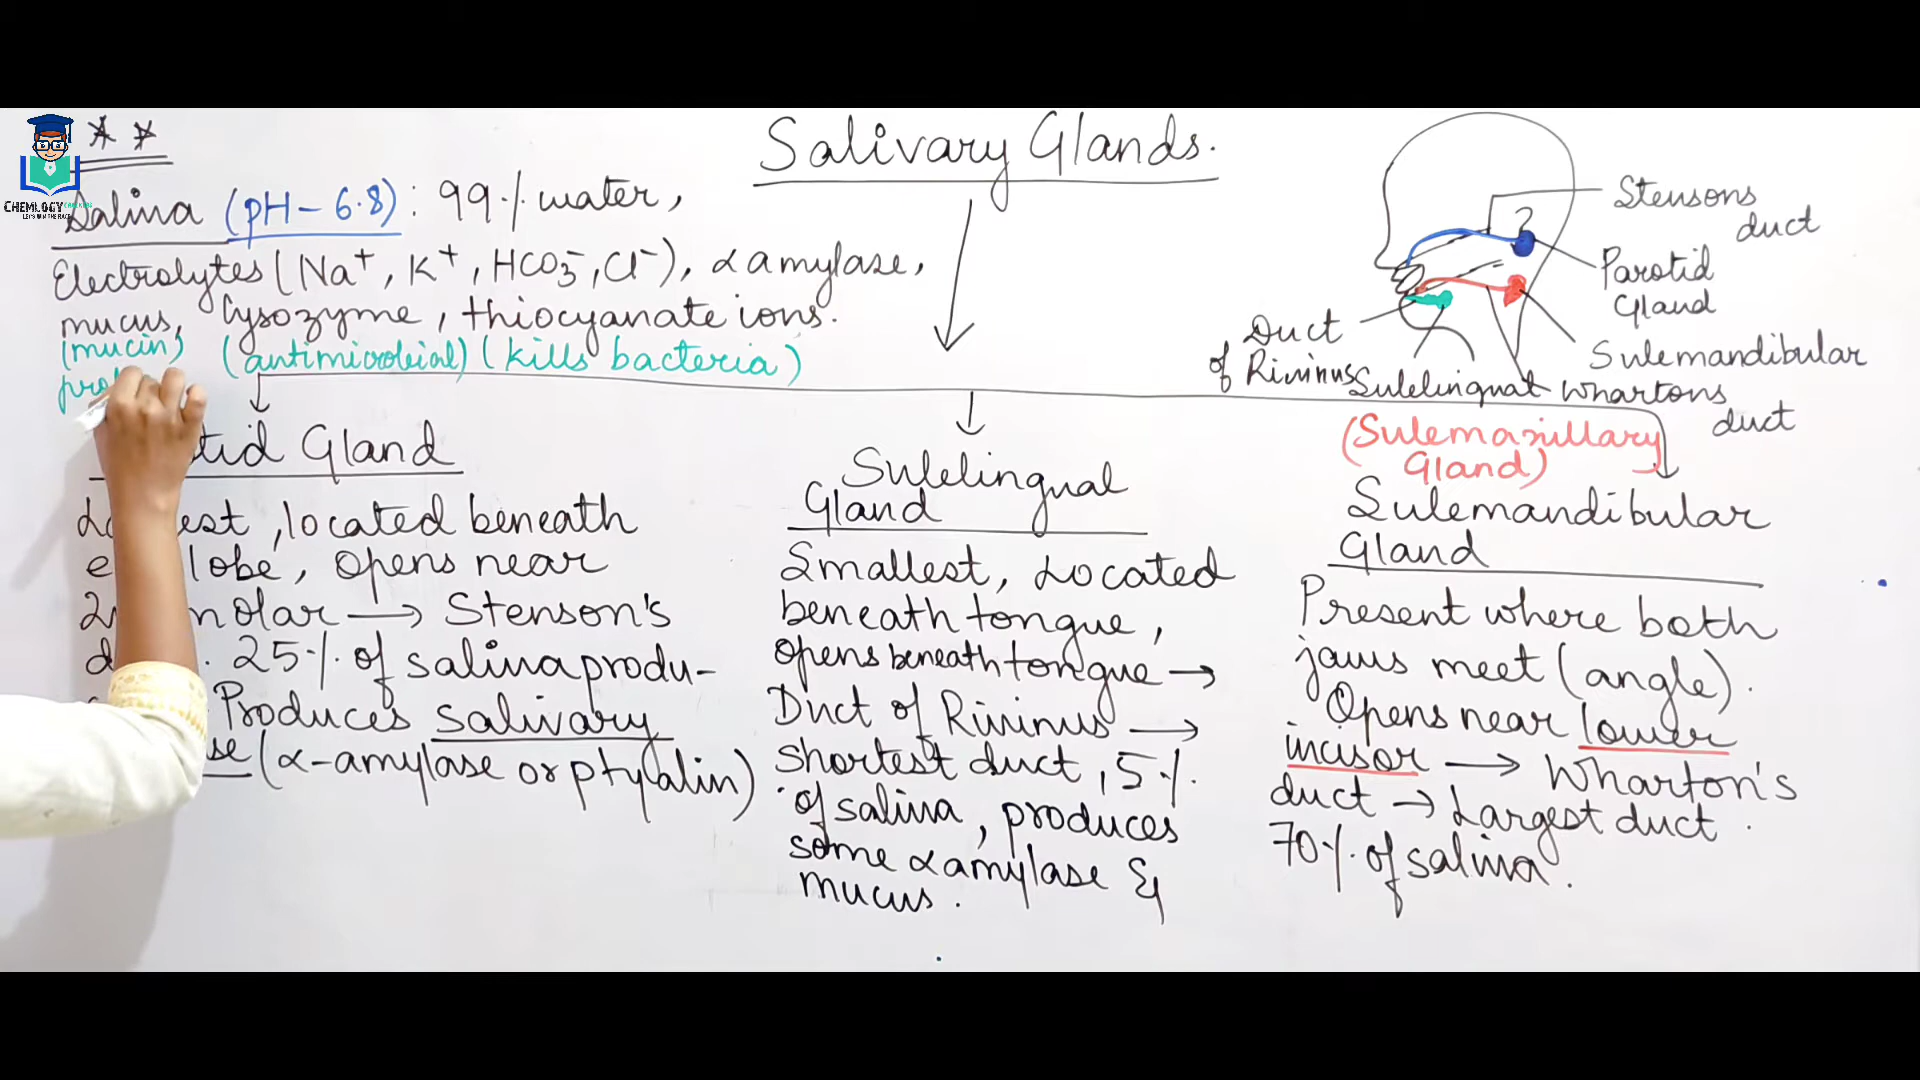 CHEMLOGY
Salivary Glands.
Saliva (pH - 6.8) : 99% water,
Electrolytes (Na⁺, K⁺, HCO₃⁻, Cl⁻), α amylase,
mucus, lysozyme, thiocyanate ions.
(mucin) (antimicrobial) (kills bacteria)
Stensons
duct
Parotid
Gland
Submandibular
Whartons
duct
Duct
of Rivinus
Sublingual
Gland
est, located beneath
lobe, opens near
molar → Stenson's
25% of saliva produ-
Produces salivary
se (α-amylase or ptyalin)
Sublingual
Gland
Smallest, Located
beneath tongue,
opens beneath tongue →
Duct of Rivinus →
shortest duct, 5%
of saliva, produces
some α amylase &
mucus.
(Submaxillary
Gland)
Submandibular
Gland
Present where both
jaws meet (angle).
Opens near lower
incisor → Wharton's
duct → Largest duct.
70% of saliva.